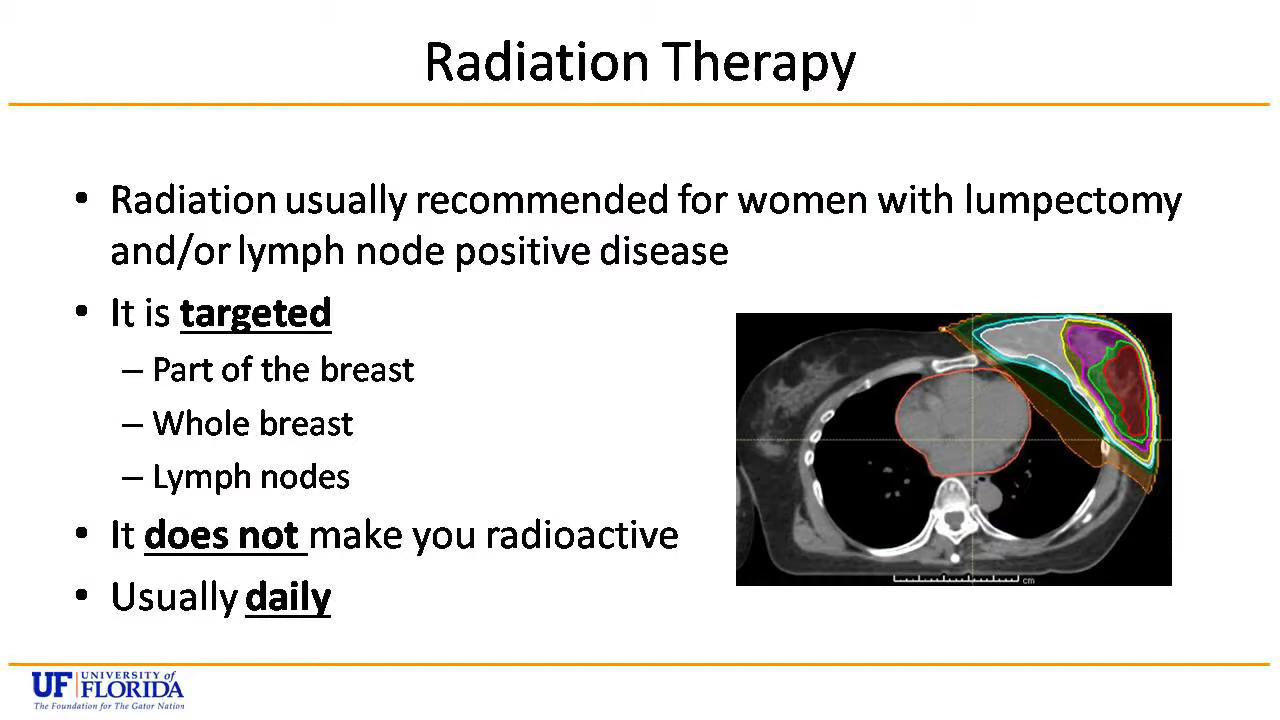 Radiation Therapy
• Radiation usually recommended for women with lumpectomy
and/or lymph node positive disease
• It is targeted
– Part of the breast
– Whole breast
– Lymph nodes
• It does not make you radioactive
• Usually daily
cm
UF UNIVERSITY of
FLORIDA
The Foundation for The Gator Nation